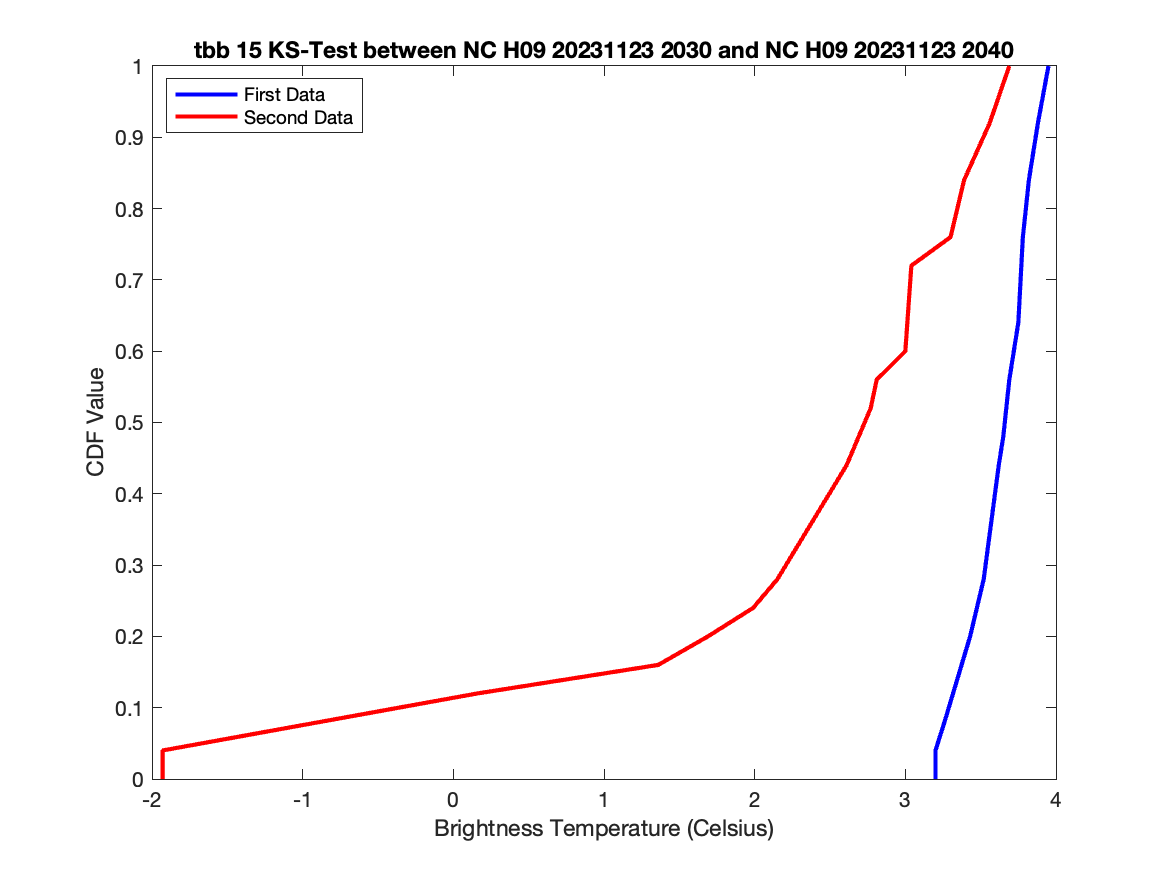 tbb 15 KS-Test between NC H09 20231123 2030 and NC H09 20231123 2040
First Data
Second Data
1
0.9
0.8
0.7
0.6
0.5
0.4
0.3
0.2
0.1
0
CDF Value
-2 -1 0 1 2 3 4
Brightness Temperature (Celsius)